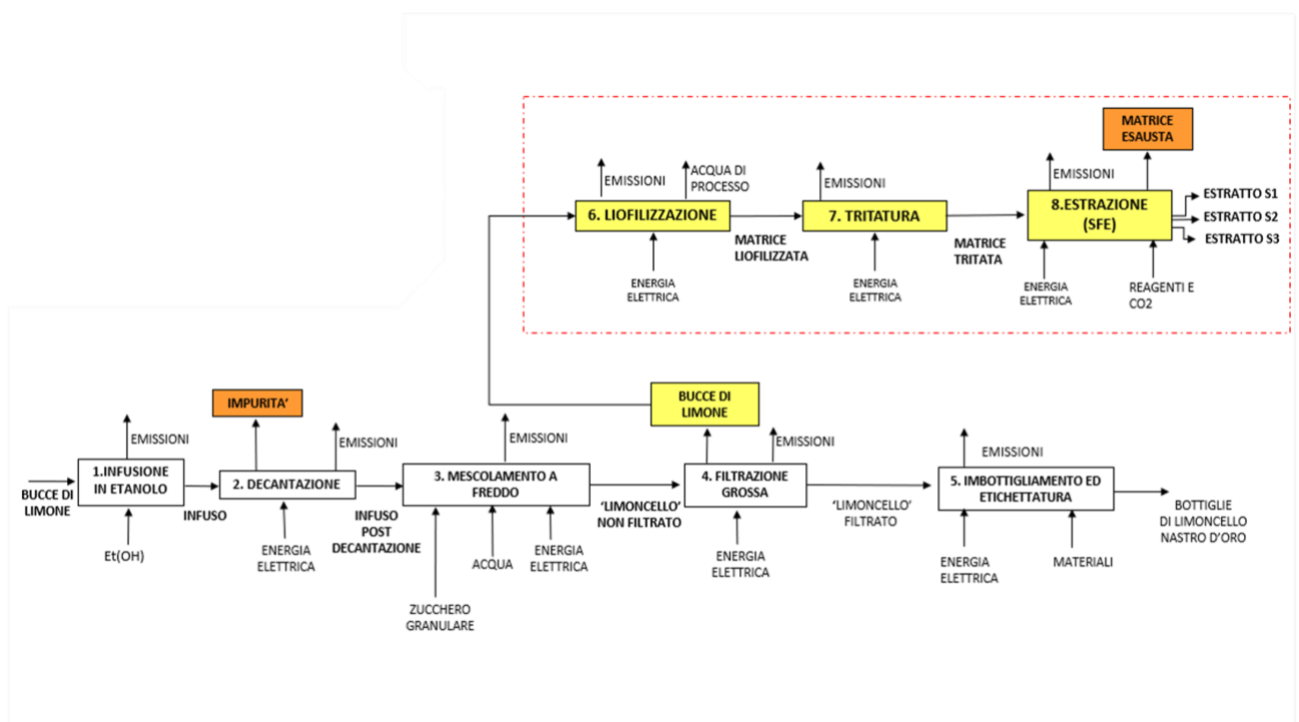 MATRICE
ESAUSTA
EMISSIONI
ACQUA DI
PROCESSO
EMISSIONI
EMISSIONI
6. LIOFILIZZAZIONE
7. TRITATURA
8.ESTRAZIONE
(SFE)
ESTRATTO S1
ESTRATTO S2
ESTRATTO S3
MATRICE
LIOFILIZZATA
MATRICE
TRITATA
ENERGIA
ELETTRICA
ENERGIA
ELETTRICA
ENERGIA
ELETTRICA
REAGENTI E
CO2
IMPURITA'
BUCCE DI
LIMONE
EMISSIONI
EMISSIONI
EMISSIONI
EMISSIONI
EMISSIONI
BUCCE DI
LIMONE
1.INFUSIONE
IN ETANOLO
INFUSO
2. DECANTAZIONE
INFUSO
POST
DECANTAZIONE
3. MESCOLAMENTO A
FREDDO
'LIMONCELLO'
NON FILTRATO
4. FILTRAZIONE
GROSSA
'LIMONCELLO'
FILTRATO
5. IMBOTTIGLIAMENTO ED
ETICHETTATURA
BOTTIGLIE
DI LIMONCELLO
NASTRO D'ORO
Et(OH)
ENERGIA
ELETTRICA
ACQUA
ENERGIA
ELETTRICA
ENERGIA
ELETTRICA
ENERGIA
ELETTRICA
MATERIALI
ZUCCHERO
GRANULARE